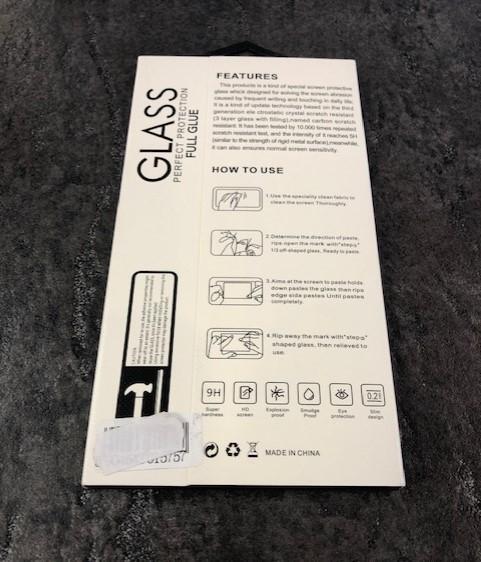 GLASS
PERFECT PROTECTION
FULL GLUE
FEATURES
This products is a kind of special screen protective
glass which designed for solving the screen abrasion
caused by frequent writing and touching in daily life;
It is a kind of update technology based on the third
generation ele ctrostatic crystal scratch resistant
(3 layer glass with filling),named carbon scratch
resistant. It has been tested by 10.000 times repeated
scratch resistant test, and the intensity of it reaches 5H
(similar to the strength of rigid metal surface),meanwhile,
it can also ensures normal screen sensitivity.
HOW TO USE
1.Use the speciality clean fabric to
clean the screen Thoroughly.
2.Determine the direction of paste,
rips open the mark with"step≥"
1/3 off-shaped glass, Ready to paste.
3.Aims at the screen to paste holds
down pastes the glass then rips
edge side pastes Until pastes
completely.
4.Rip away the mark with"step≥"
shaped glass, then relieved to
use.
CAUTION
9H
Super
hardness
HD
screen
Explosion
proof
Smudge
Proof
Eye
protection
0.21
Slim
design
MADE IN CHINA